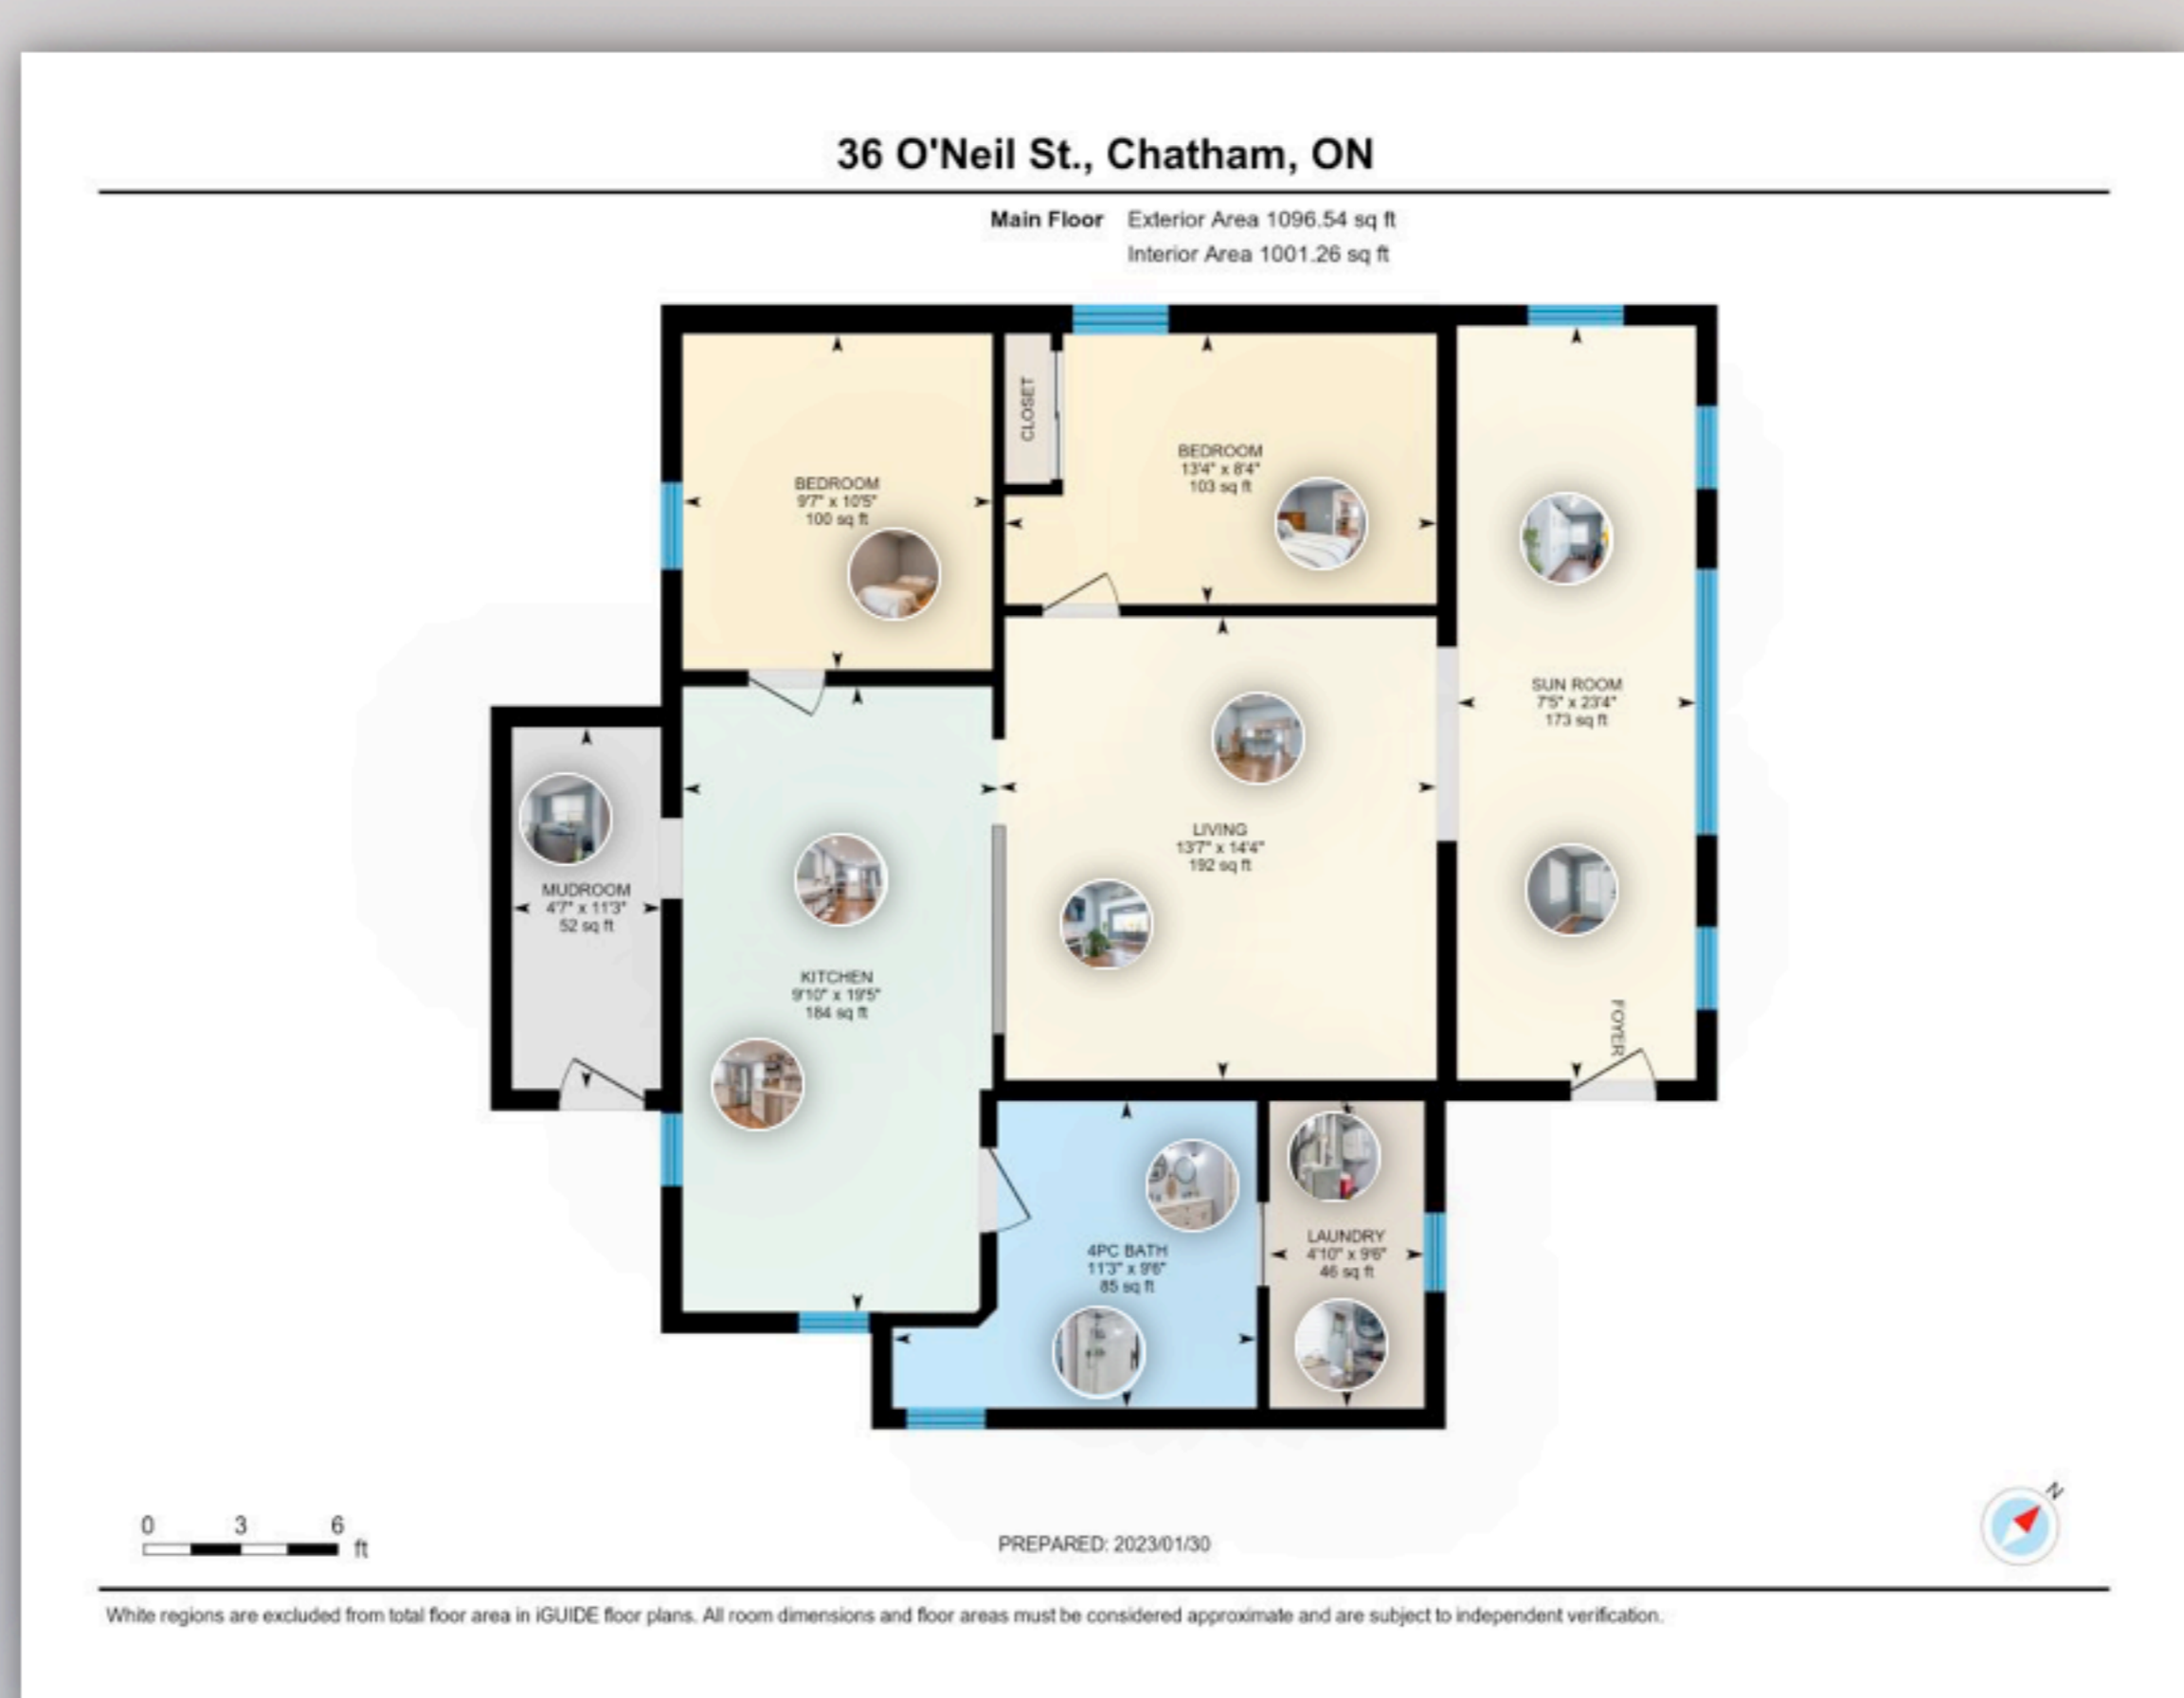 36 O'Neil St., Chatham, ON
Main Floor Exterior Area 1096.54 sq ft
Interior Area 1001.26 sq ft
CLOSET
BEDROOM
13'4" x 8'4"
103 sq ft
BEDROOM
9'7" x 10'5"
100 sq ft
SUN ROOM
7'5" x 23'4"
173 sq ft
LIVING
13'7" x 14'4"
192 sq ft
MUDROOM
4'7" x 11'3"
52 sq ft
KITCHEN
9'10" x 19'5"
184 sq ft
FOYER
4PC BATH
11'3" x 9'6"
85 sq ft
LAUNDRY
4'10" x 9'6"
46 sq ft
N
0 3 6
ft
PREPARED: 2023/01/30
White regions are excluded from total floor area in iGUIDE floor plans. All room dimensions and floor areas must be considered approximate and are subject to independent verification.